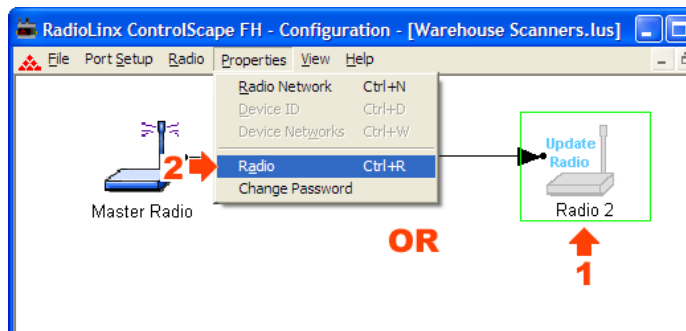 RadioLinx ControlScape FH - Configuration - [Warehouse Scanners.lus]
File Port Setup Radio Properties View Help
Radio Network Ctrl+N
Device ID Ctrl+D
Device Networks Ctrl+W
Radio Ctrl+R
Change Password
2
Master Radio
Update
Radio
Radio 2
OR
1